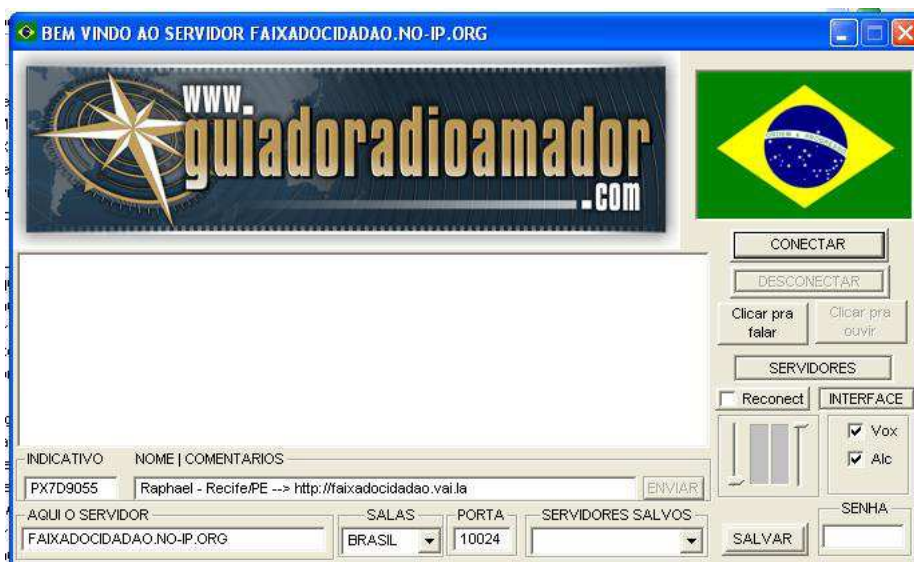 BEM VINDO AO SERVIDOR FAIXADOCIDADAO.NO-IP.ORG
www.
guiadoradioamador
.com
ORDEM E PROGRESSO
CONECTAR
DESCONECTAR
Clicar pra falar
Clicar pra ouvir
SERVIDORES
Reconect
INTERFACE
Vox
Alc
INDICATIVO
NOME | COMENTARIOS
PX7D9055
Raphael - Recife/PE --> http://faixadocidadao.vai.la
ENVIAR
AQUI O SERVIDOR
SALAS
PORTA
SERVIDORES SALVOS
SENHA
FAIXADOCIDADAO.NO-IP.ORG
BRASIL
10024
SALVAR